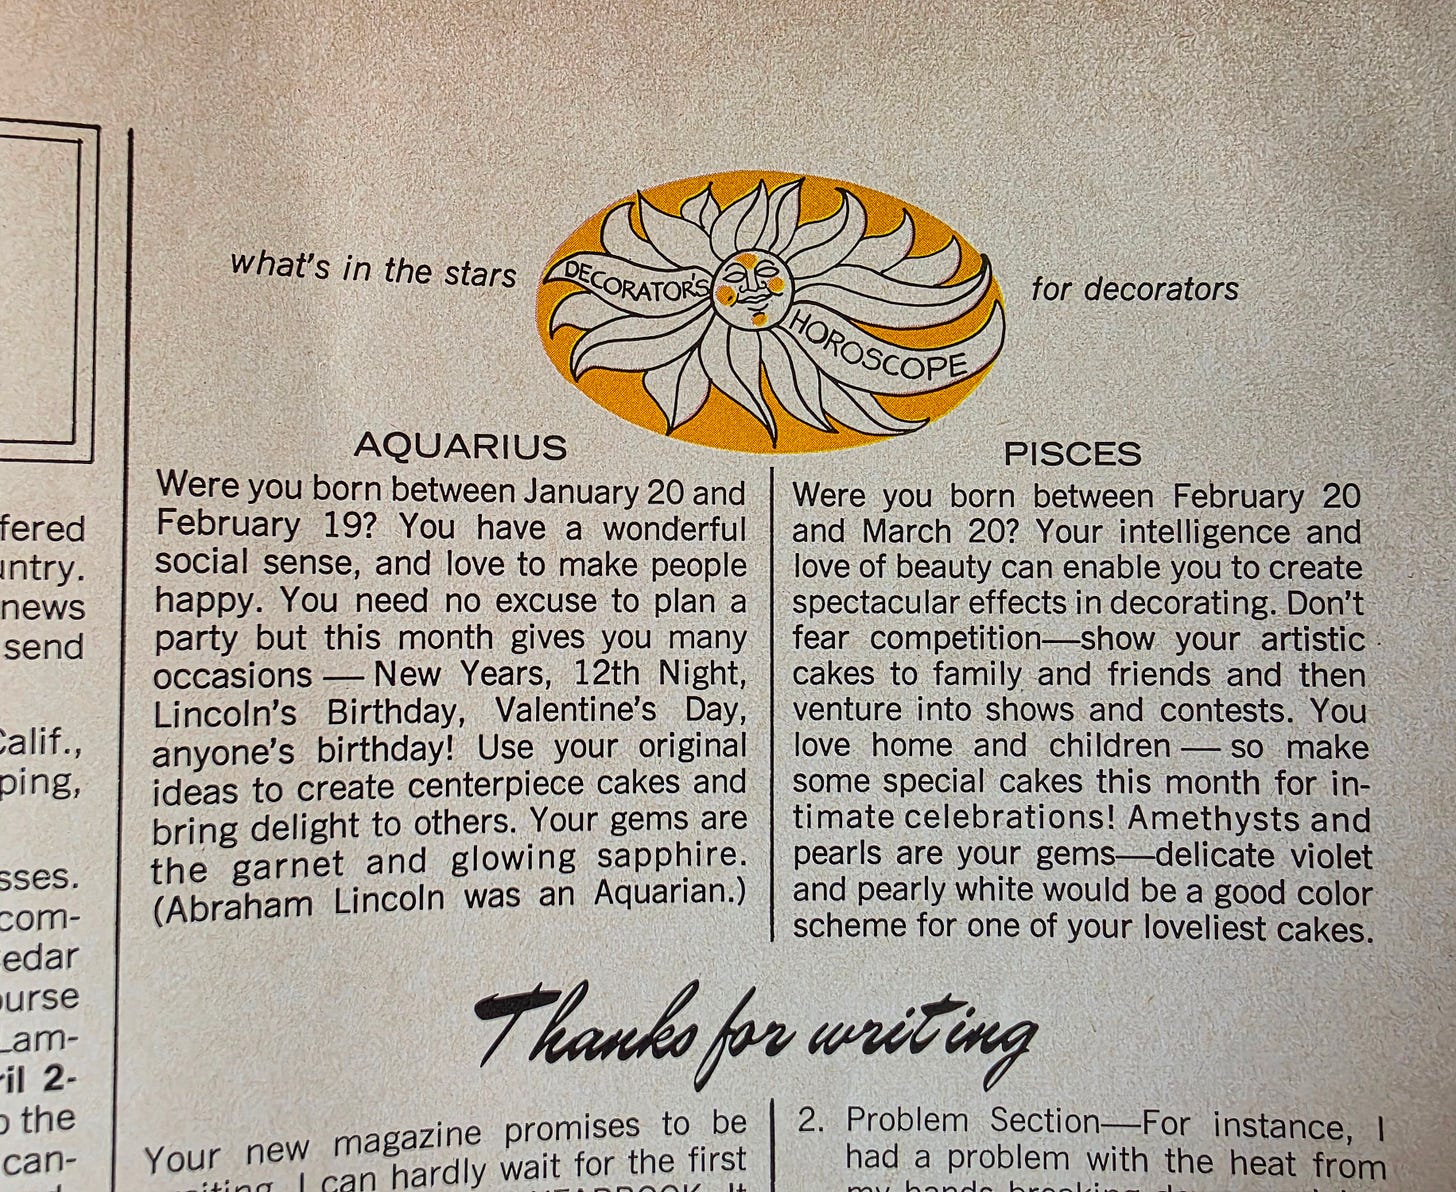 what's in the stars
DECORATOR'S
HOROSCOPE
for decorators
AQUARIUS
Were you born between January 20 and
February 19? You have a wonderful
social sense, and love to make people
happy. You need no excuse to plan a
party but this month gives you many
occasions — New Years, 12th Night,
Lincoln's Birthday, Valentine's Day,
anyone's birthday! Use your original
ideas to create centerpiece cakes and
bring delight to others. Your gems are
the garnet and glowing sapphire.
(Abraham Lincoln was an Aquarian.)
PISCES
Were you born between February 20
and March 20? Your intelligence and
love of beauty can enable you to create
spectacular effects in decorating. Don't
fear competition—show your artistic
cakes to family and friends and then
venture into shows and contests. You
love home and children — so make
some special cakes this month for in-
timate celebrations! Amethysts and
pearls are your gems—delicate violet
and pearly white would be a good color
scheme for one of your loveliest cakes.
Thanks for writing
Your new magazine promises to be
I can hardly wait for the first
It
2. Problem Section—For instance, I
had a problem with the heat from
my hands breaking
news
send
Calif.,
com-
2-
the
can-